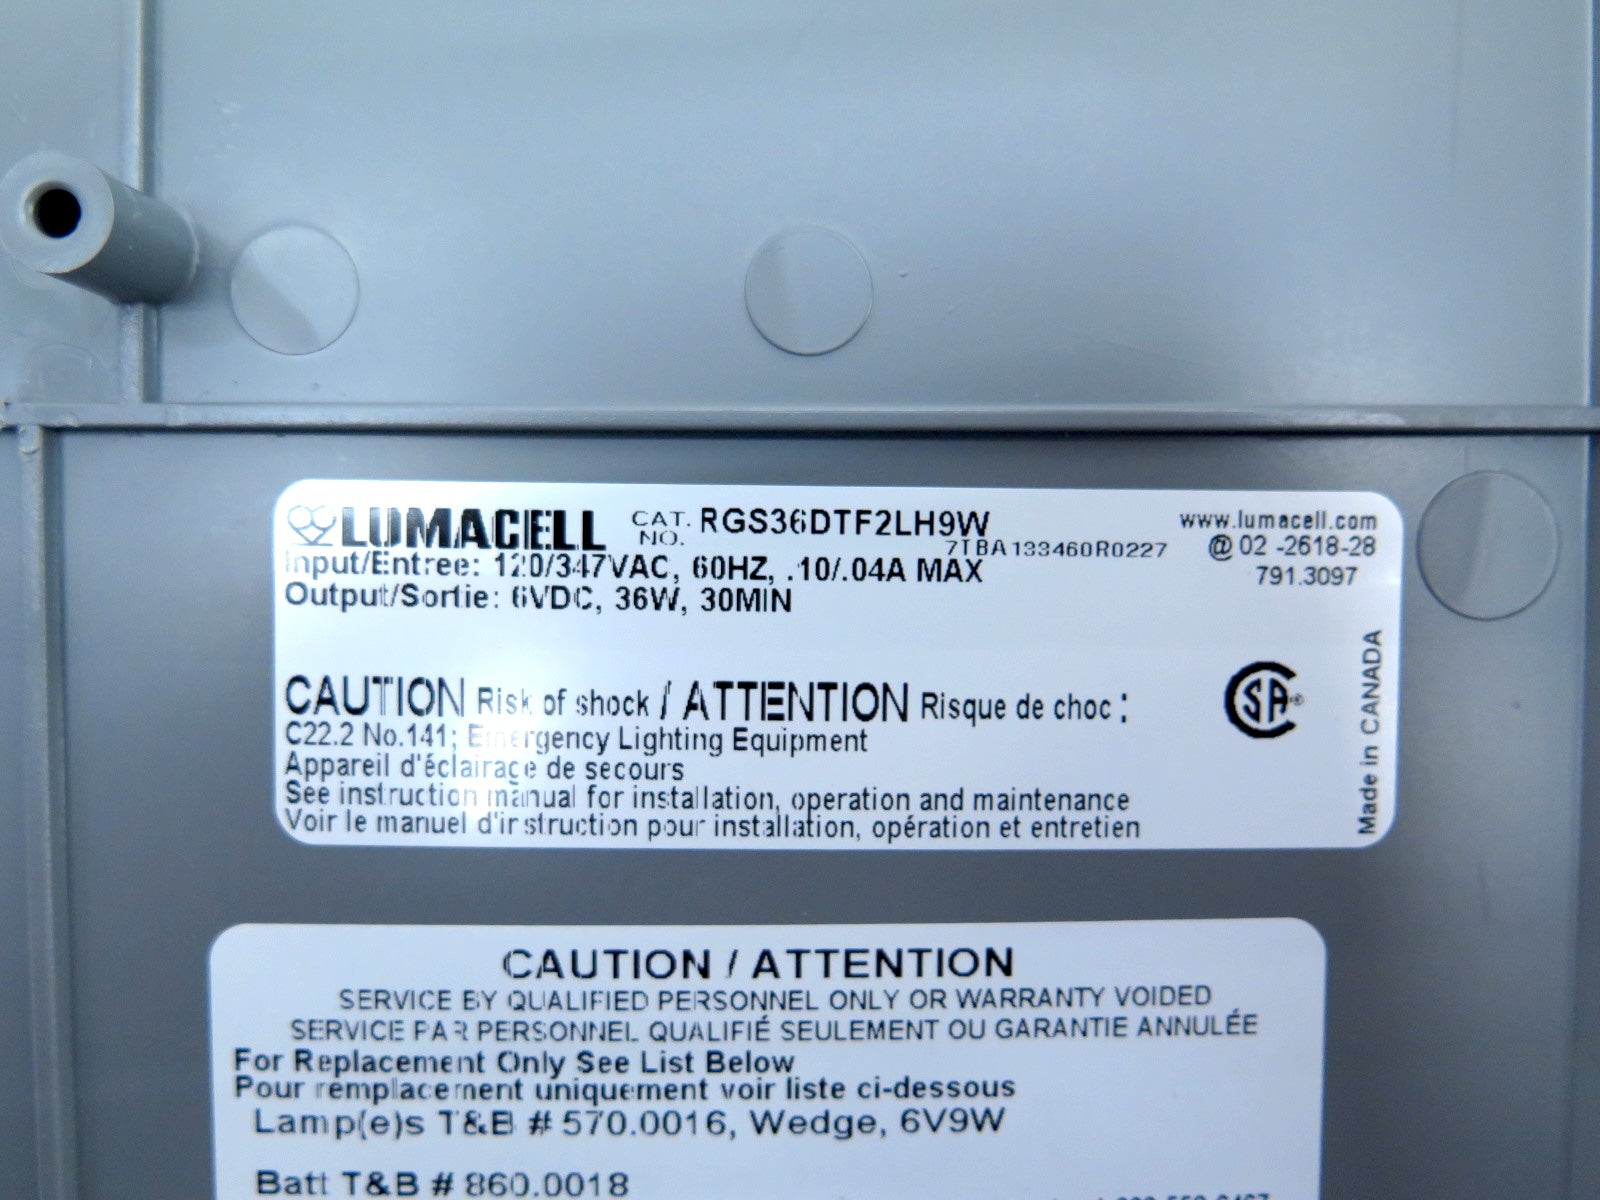 LUMACELL CAT. NO. RGS36DTF2LH9W
7TBA133460R0227
www.lumacell.com
@ 02 -2618-28
791.3097
Input/Entree: 120/347VAC, 60HZ, .10/.04A MAX
Output/Sortie: 6VDC, 36W, 30MIN
CAUTION Risk of shock / ATTENTION Risque de choc :
C22.2 No.141; Emergency Lighting Equipment
Appareil d'éclairage de secours
See instruction manual for installation, operation and maintenance
Voir le manuel d'instruction pour installation, opération et entretien
SA
Made in CANADA
CAUTION / ATTENTION
SERVICE BY QUALIFIED PERSONNEL ONLY OR WARRANTY VOIDED
SERVICE PAR PERSONNEL QUALIFIÉ SEULEMENT OU GARANTIE ANNULÉE
For Replacement Only See List Below
Pour remplacement uniquement voir liste ci-dessous
Lamp(e)s T&B # 570.0016, Wedge, 6V9W
Batt T&B # 860.0018